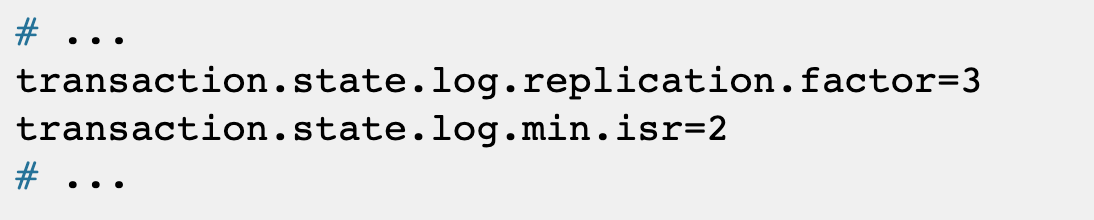 # ...
transaction.state.log.replication.factor=3
transaction.state.log.min.isr=2
# ...